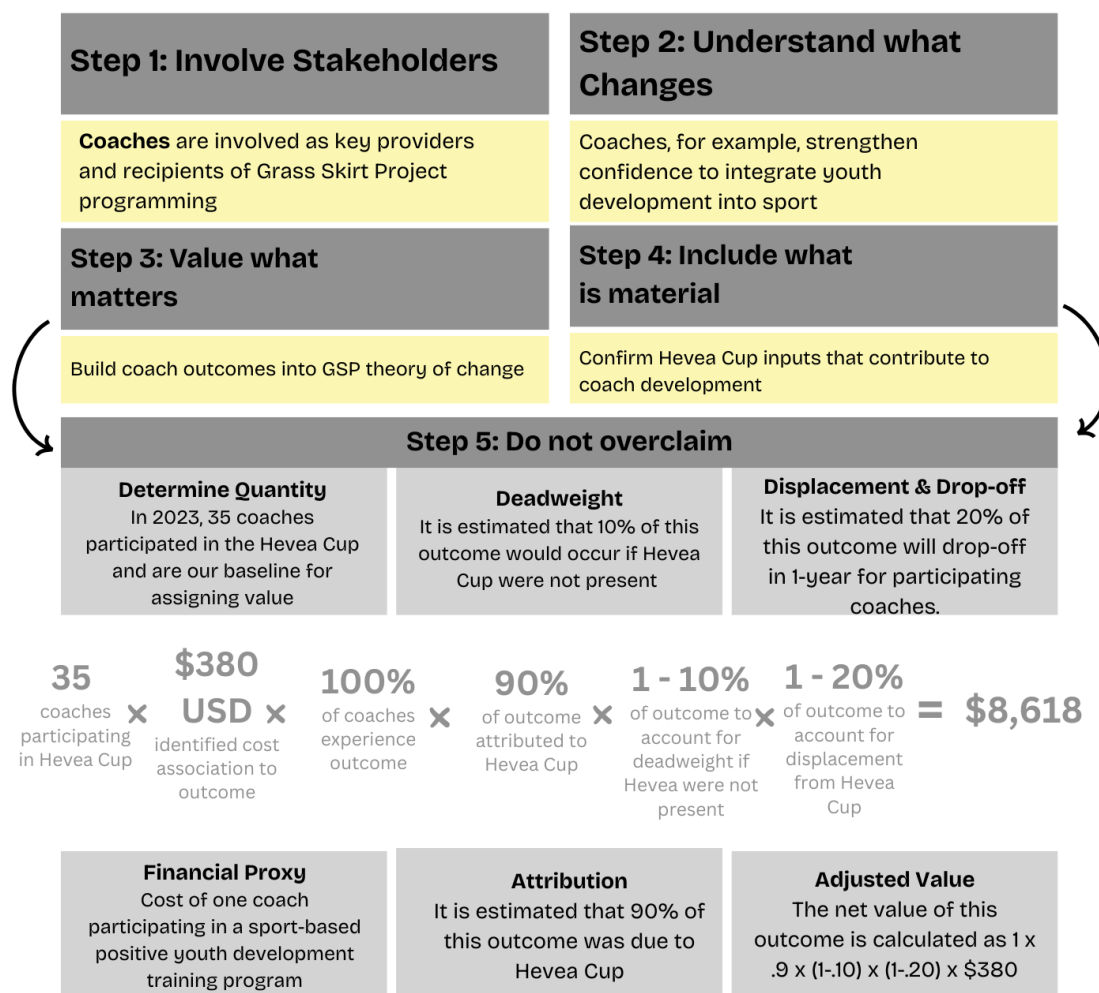 Step 1: Involve Stakeholders
Coaches are involved as key providers
and recipients of Grass Skirt Project
programming
Step 2: Understand what
Changes
Coaches, for example, strengthen
confidence to integrate youth
development into sport
Step 3: Value what
matters
Build coach outcomes into GSP theory of change
Step 4: Include what
is material
Confirm Hevea Cup inputs that contribute to
coach development
Step 5: Do not overclaim
Determine Quantity
In 2023, 35 coaches
participated in the Hevea Cup
and are our baseline for
assigning value
Deadweight
It is estimated that 10% of this
outcome would occur if Hevea
Cup were not present
Displacement & Drop-off
It is estimated that 20% of
this outcome will drop-off
in 1-year for participating
coaches.
35
coaches
participating
in Hevea Cup
×
$380
USD
identified cost
association to
outcome
×
100%
of coaches
experience
outcome
×
90%
of outcome
attributed to
Hevea Cup
×
1 - 10%
of outcome to
account for
deadweight if
Hevea were not
present
×
1 - 20%
of outcome to
account for
displacement
from Hevea
Cup
=
$8,618
Financial Proxy
Cost of one coach
participating in a sport-based
positive youth development
training program
Attribution
It is estimated that 90% of
this outcome was due to
Hevea Cup
Adjusted Value
The net value of this
outcome is calculated as 1 x
.9 x (1-.10) x (1-.20) x $380